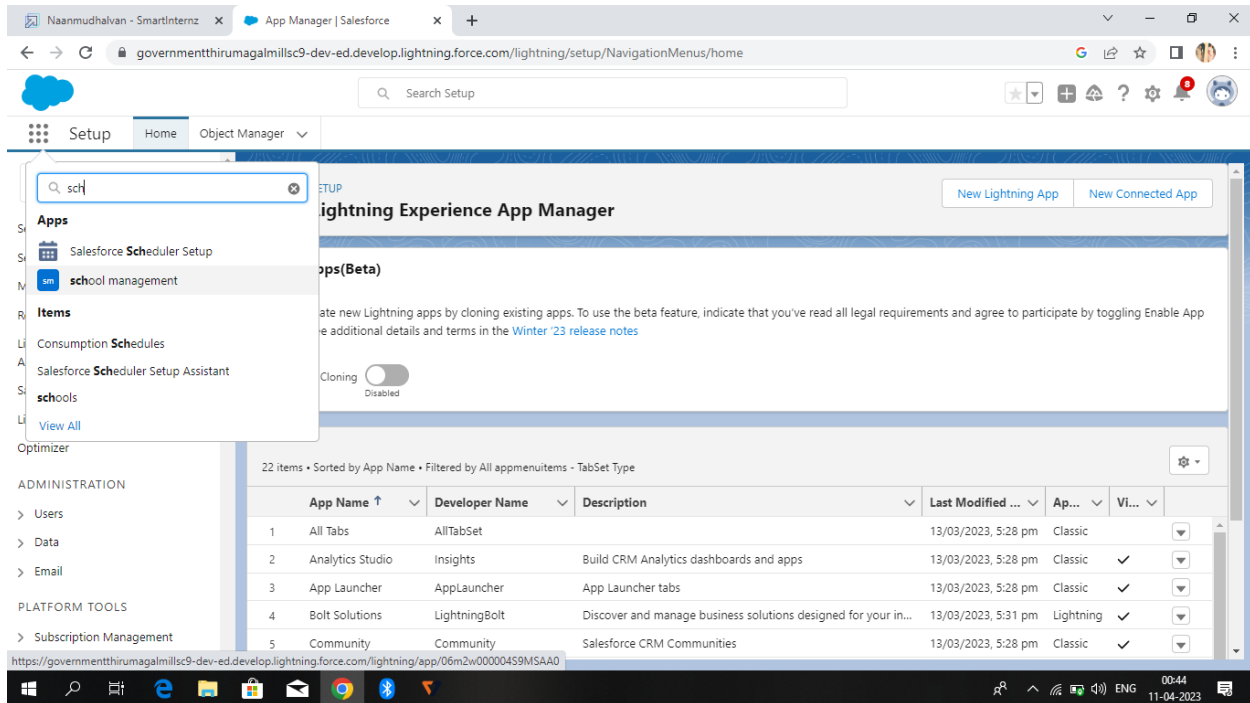 Naanmudhalvan - SmartInternz
App Manager | Salesforce
governmentthirumagalmillsc9-dev-ed.develop.lightning.force.com/lightning/setup/NavigationMenus/home
Search Setup
8
Setup
Home
Object Manager
sch
Apps
Salesforce Scheduler Setup
sm school management
Items
Consumption Schedules
Salesforce Scheduler Setup Assistant
schools
View All
Optimizer
ADMINISTRATION
Users
Data
Email
PLATFORM TOOLS
Subscription Management
ETUP
Lightning Experience App Manager
New Lightning App
New Connected App
pps(Beta)
ate new Lightning apps by cloning existing apps. To use the beta feature, indicate that you've read all legal requirements and agree to participate by toggling Enable App
e additional details and terms in the Winter '23 release notes
Cloning
Disabled
22 items • Sorted by App Name • Filtered by All appmenuitems - TabSet Type
App Name ↑ Developer Name Description Last Modified ... Ap... Vi...
1 All Tabs AllTabSet 13/03/2023, 5:28 pm Classic
2 Analytics Studio Insights Build CRM Analytics dashboards and apps 13/03/2023, 5:28 pm Classic
3 App Launcher AppLauncher App Launcher tabs 13/03/2023, 5:28 pm Classic
4 Bolt Solutions LightningBolt Discover and manage business solutions designed for your in... 13/03/2023, 5:31 pm Lightning
5 Community Community Salesforce CRM Communities 13/03/2023, 5:28 pm Classic
https://governmentthirumagalmillsc9-dev-ed.develop.lightning.force.com/lightning/app/06m2w000004S9MSAA0
ENG
00:44
11-04-2023